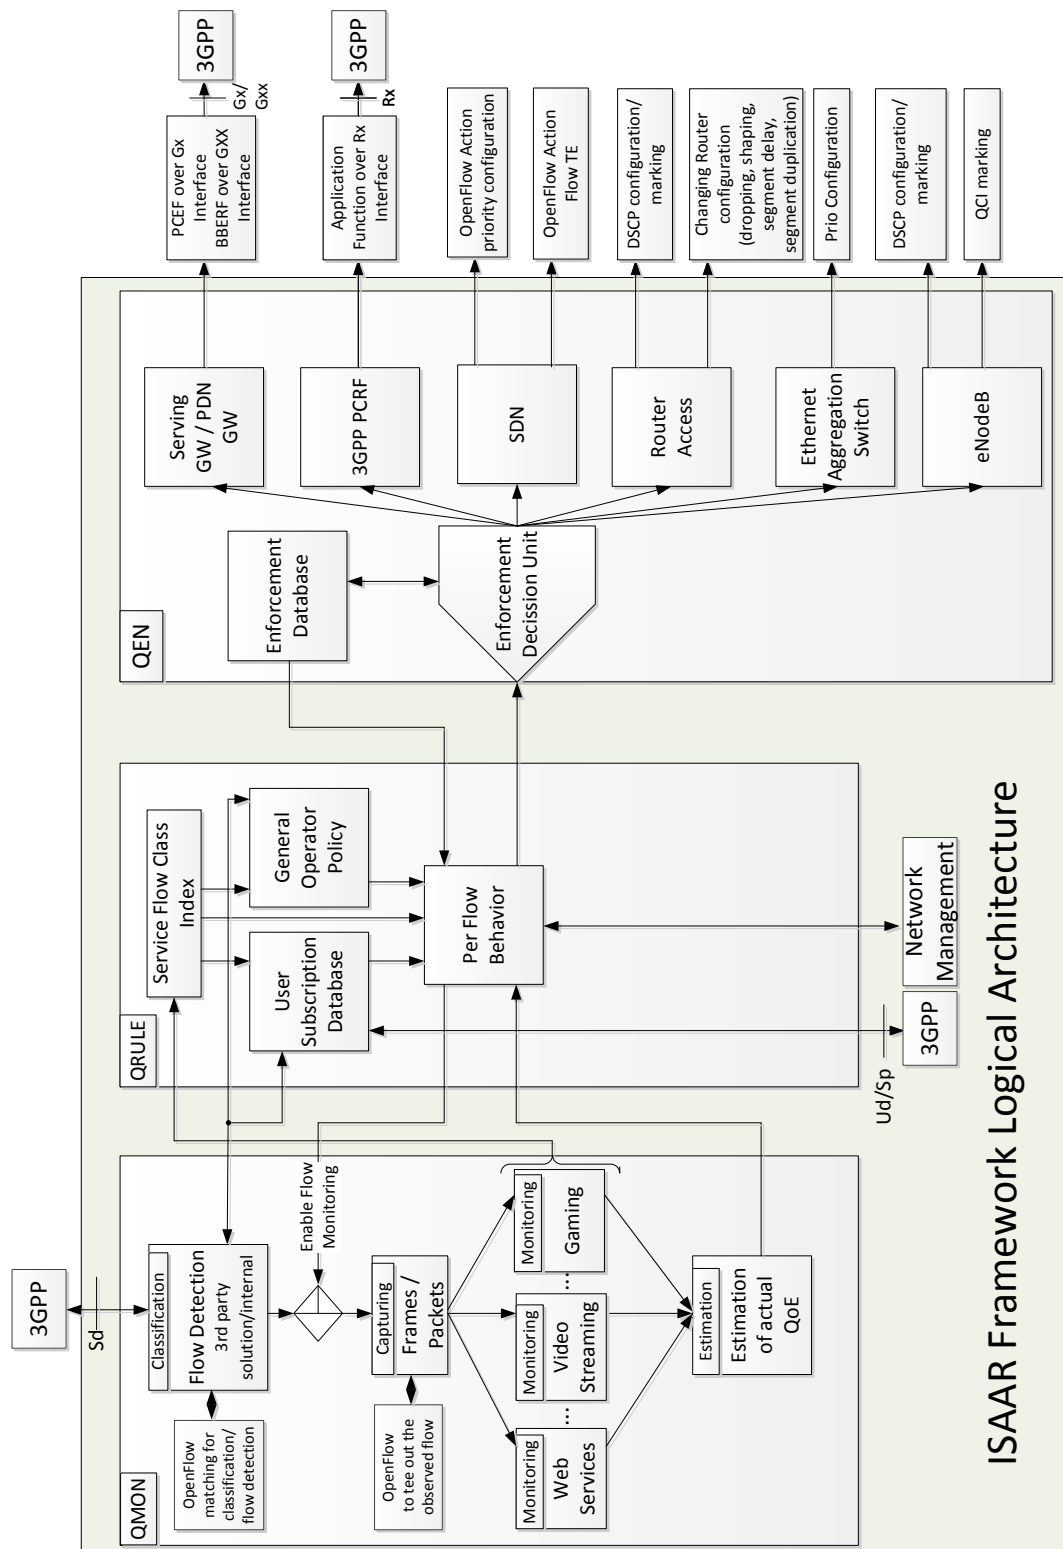 3GPP
Sd
QMON
OpenFlow
matching for
classification/
flow detection
Classification
Flow Detection
3rd party
solution/internal
Enable Flow
Monitoring
OpenFlow
to tee out the
observed flow
Capturing
Frames /
Packets
Monitoring
Web
Services
...
Monitoring
Video
Streaming
...
Monitoring
Gaming
Estimation
Estimation
of actual
QoE
QRULE
Service Flow Class
Index
User
Subscription
Database
General
Operator
Policy
Per Flow
Behavior
Ud/Sp
3GPP
Network
Management
QEN
Enforcement
Database
Enforcement
Decission Unit
Serving
GW / PDN
GW
3GPP PCRF
SDN
Router
Access
Ethernet
Aggregation
Switch
eNodeB
PCEF over Gx
Interface
BBERF over GXX
Interface
Gx/
Gxx
3GPP
Application
Function over Rx
Interface
Rx
3GPP
OpenFlow Action
priority configuration
OpenFlow Action
Flow TE
DSCP configuration/
marking
Changing Router
configuration
(dropping, shaping,
segment delay,
segment duplication)
Prio Configuration
DSCP configuration/
marking
QCI marking
ISAAR Framework Logical Architecture